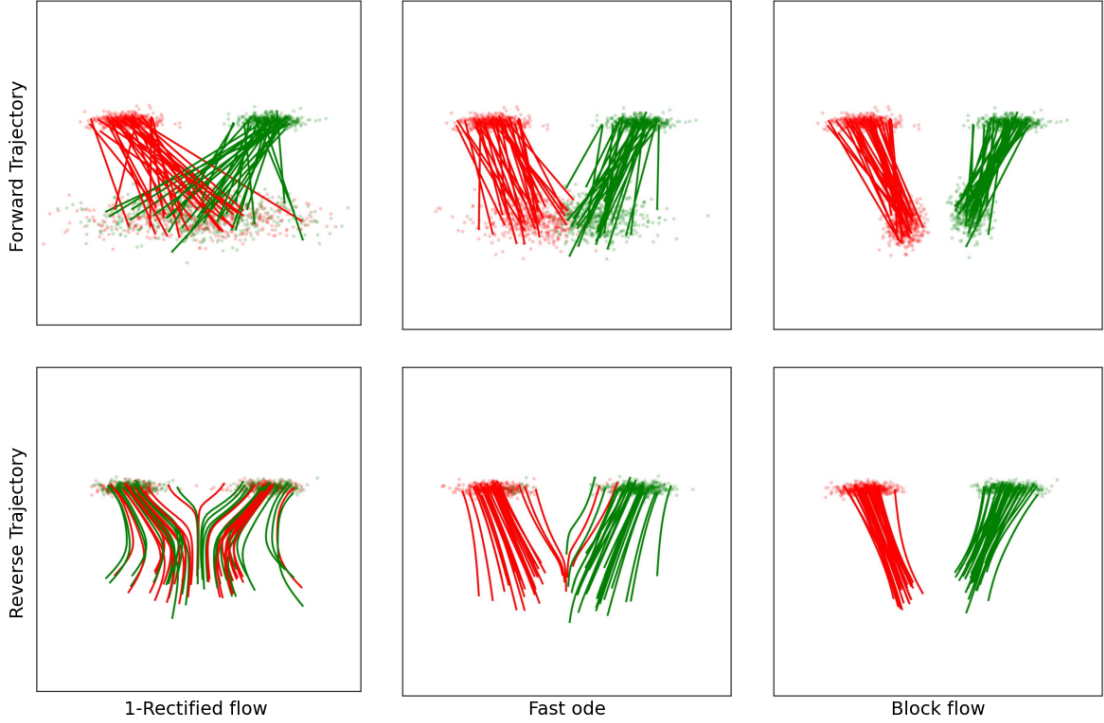 Forward Trajectory
Reverse Trajectory
1-Rectified flow
Fast ode
Block flow